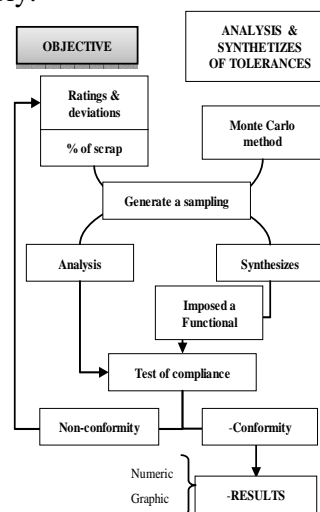 OBJECTIVE
ANALYSIS &
SYNTHETIZES
OF TOLERANCES
Ratings &
deviations
% of scrap
Monte Carlo
method
Generate a sampling
Analysis
Synthesizes
Imposed a
Functional
Test of compliance
Non-conformity
-Conformity
Numeric
Graphic
-RESULTS